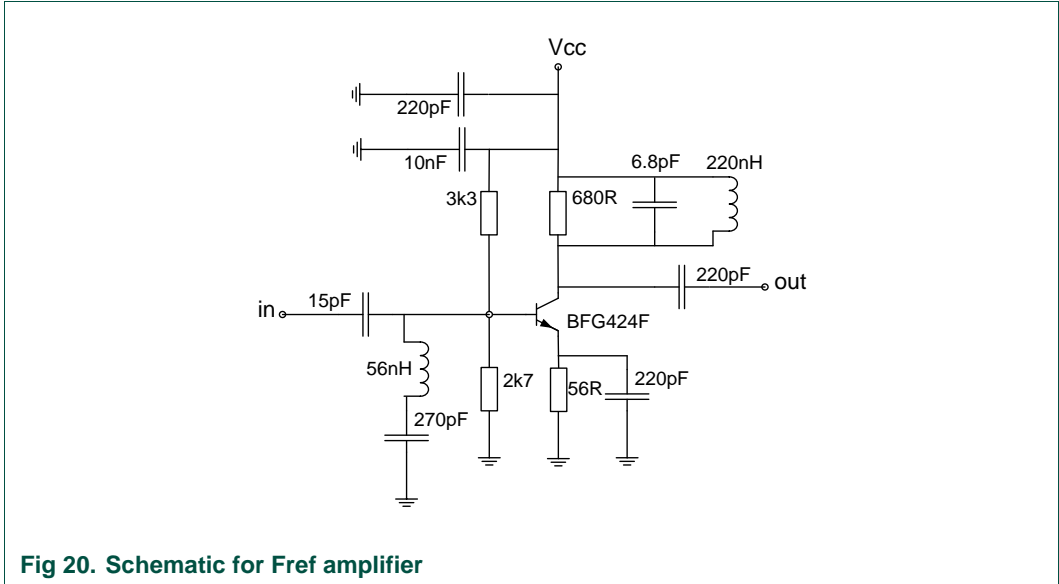 Vcc
220pF
10nF
6.8pF 220nH
3k3
680R
220pF
out
15pF
in
BFG424F
56nH
2k7
56R
220pF
270pF
Fig 20. Schematic for Fref amplifier